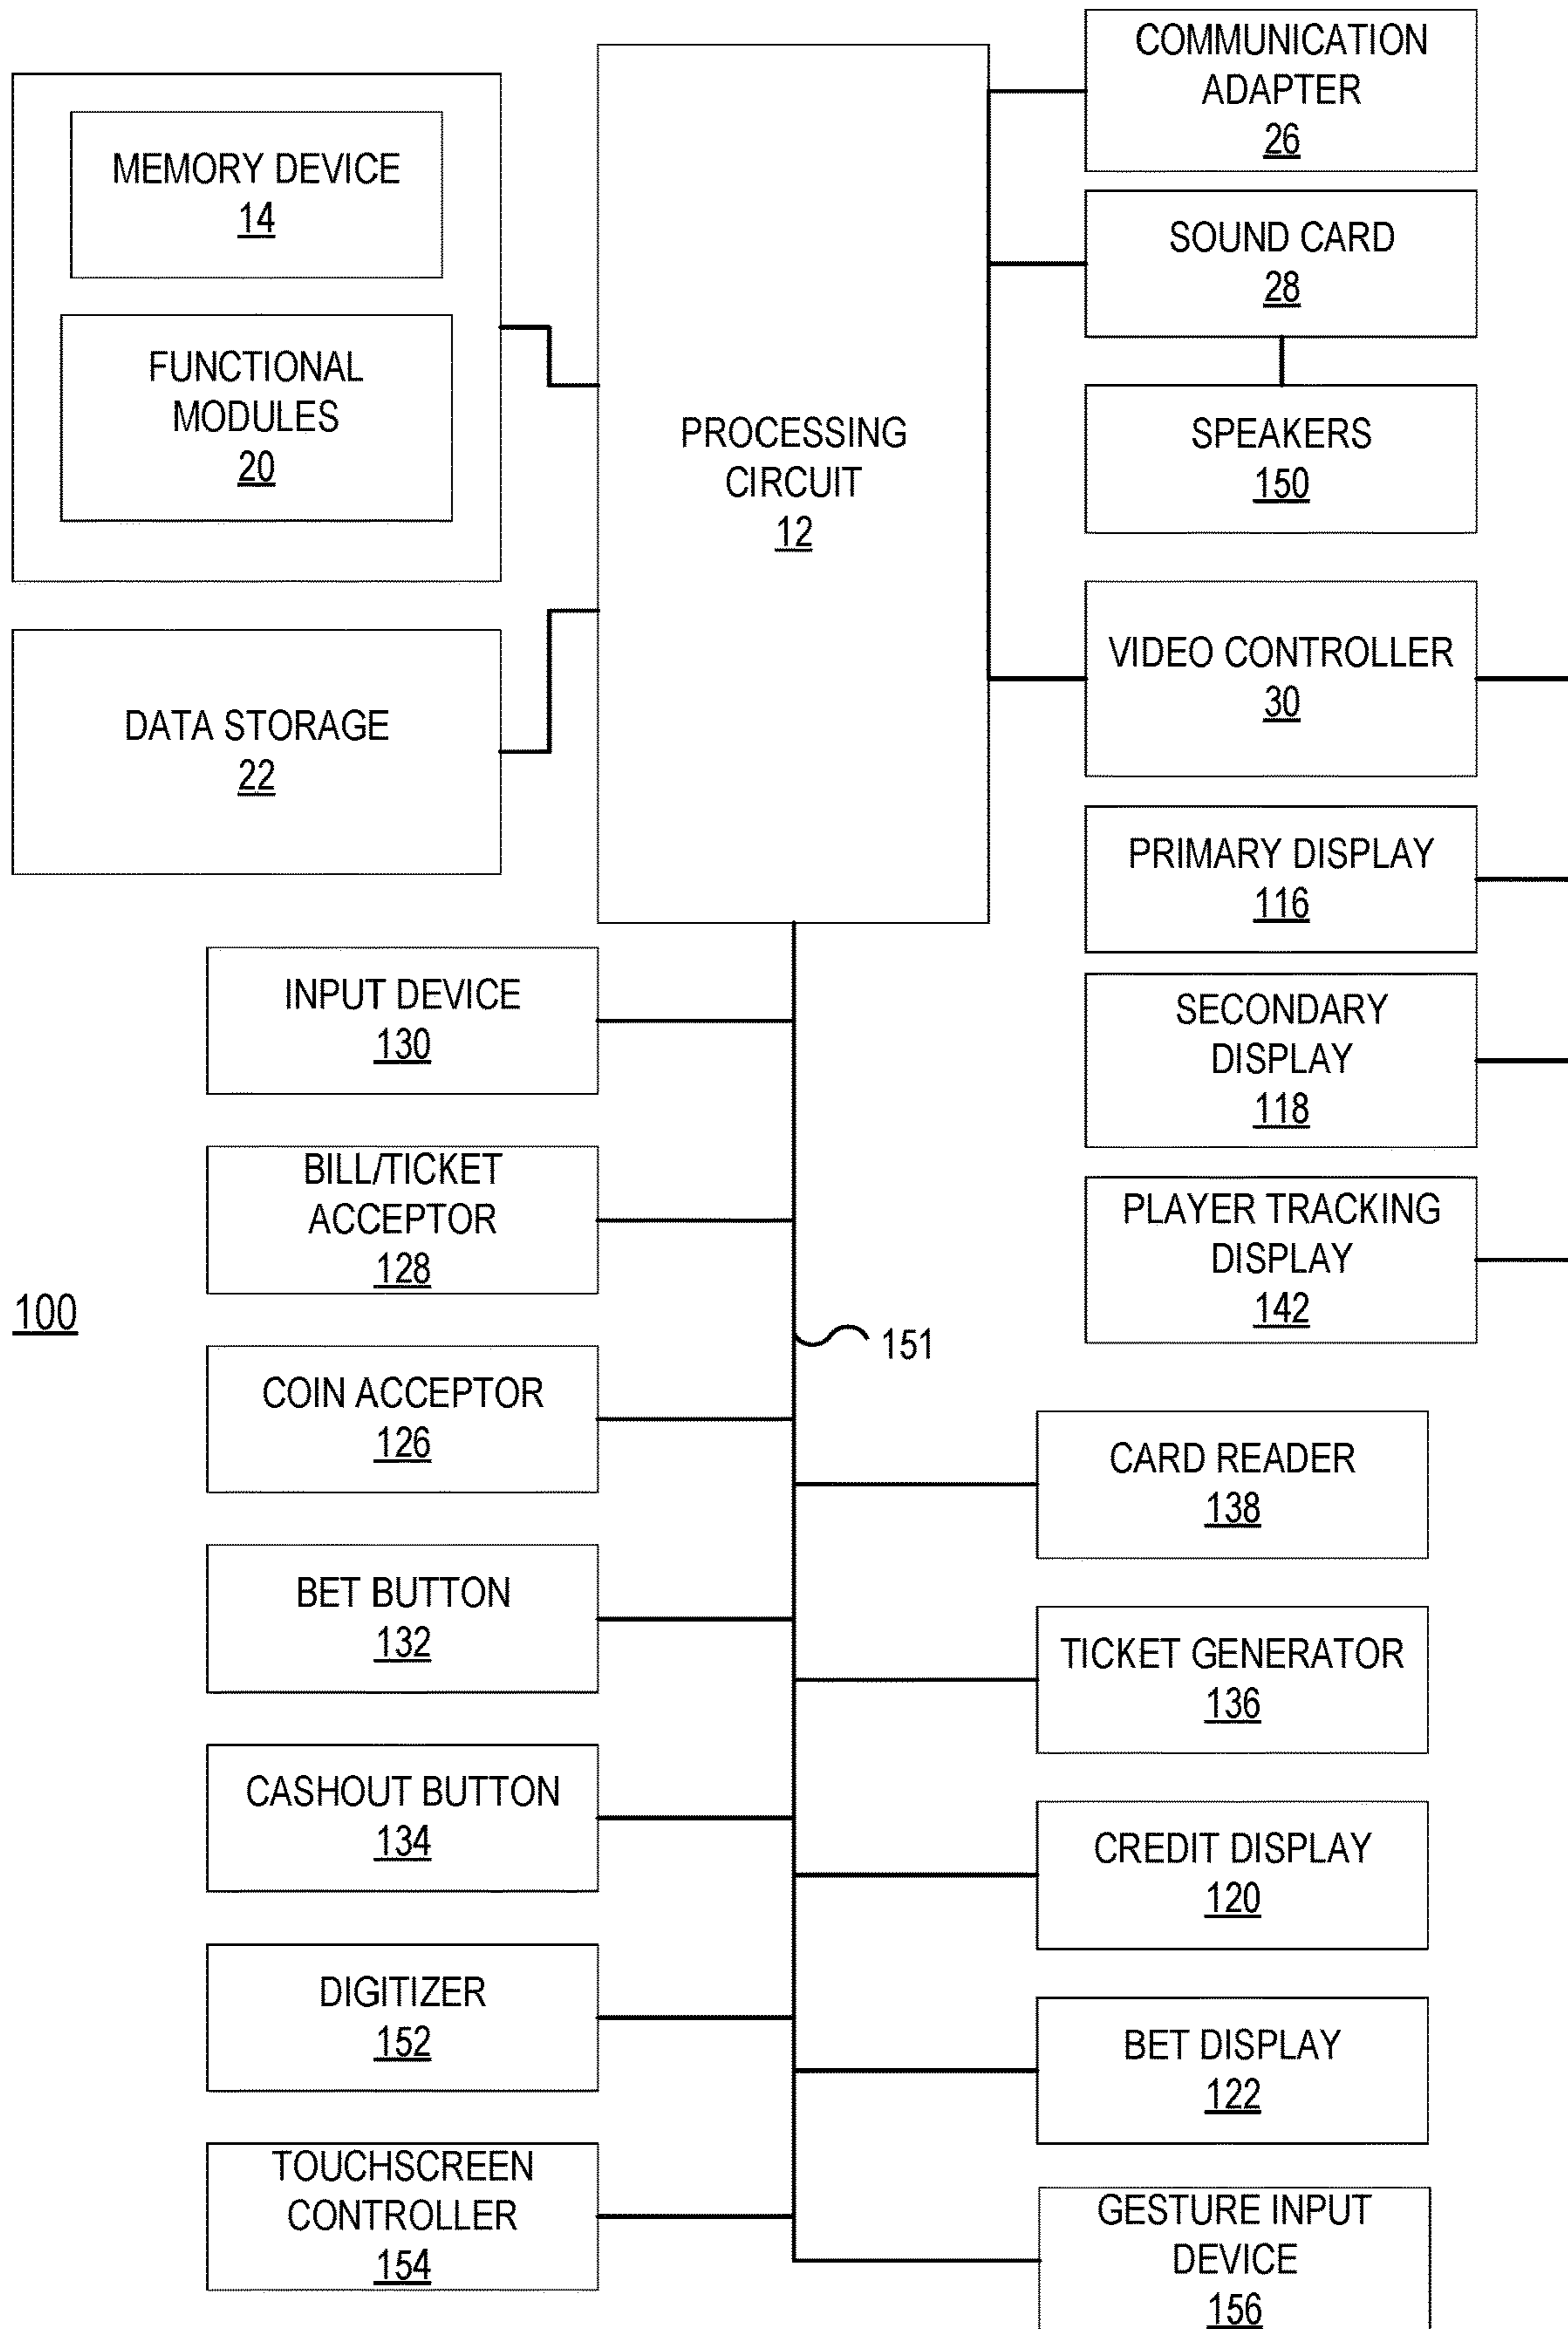 MEMORY DEVICE
14
FUNCTIONAL
MODULES
20
DATA STORAGE
22
PROCESSING
CIRCUIT
12
COMMUNICATION
ADAPTER
26
SOUND CARD
28
SPEAKERS
150
VIDEO CONTROLLER
30
PRIMARY DISPLAY
116
SECONDARY
DISPLAY
118
PLAYER TRACKING
DISPLAY
142
100
INPUT DEVICE
130
BILL/TICKET
ACCEPTOR
128
COIN ACCEPTOR
126
BET BUTTON
132
CASHOUT BUTTON
134
DIGITIZER
152
TOUCHSCREEN
CONTROLLER
154
151
CARD READER
138
TICKET GENERATOR
136
CREDIT DISPLAY
120
BET DISPLAY
122
GESTURE INPUT
DEVICE
156